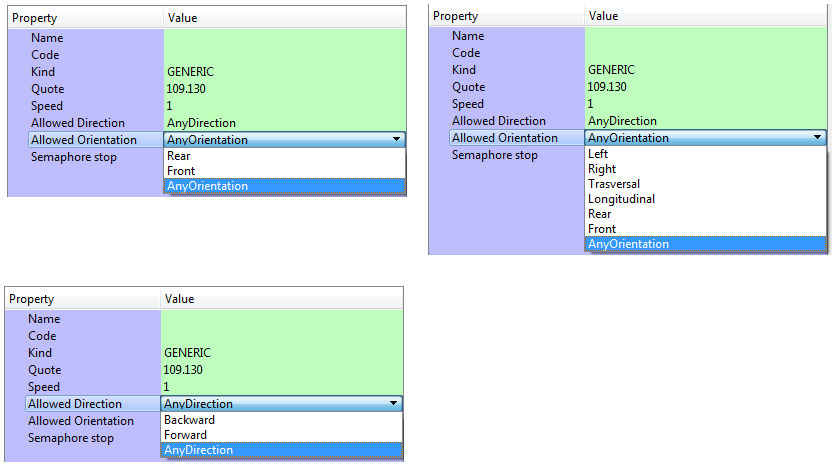 Property Value
Name
Code
Kind GENERIC
Quote 109.130
Speed 1
Allowed Direction AnyDirection
Allowed Orientation AnyOrientation
Semaphore stop Rear
Front
AnyOrientation
Property Value
Name
Code
Kind GENERIC
Quote 109.130
Speed 1
Allowed Direction AnyDirection
Allowed Orientation AnyOrientation
Semaphore stop Left
Right
Trasversal
Longitudinal
Rear
Front
AnyOrientation
Property Value
Name
Code
Kind GENERIC
Quote 109.130
Speed 1
Allowed Direction AnyDirection
Allowed Orientation Backward
Semaphore stop Forward
AnyDirection